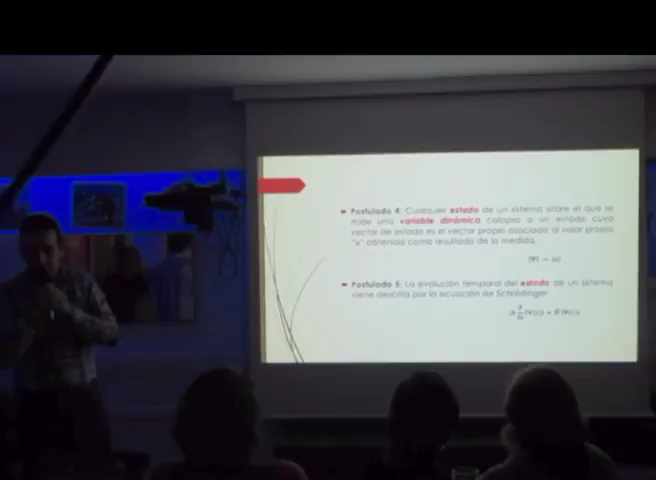 Postulado 4: Cualquier estado de un sistema sobre el que se
mide una variable dinámica colapsa a un estado cuyo
vector de estado es el vector propio asociado al valor propio
"a" obtenido como resultado de la medida.
|Ψ⟩ → |a⟩
Postulado 5: La evolución temporal del estado de un sistema
viene descrita por la ecuación de Schrödinger
iħ ∂/∂t |Ψ(t)⟩ = Ĥ |Ψ(t)⟩